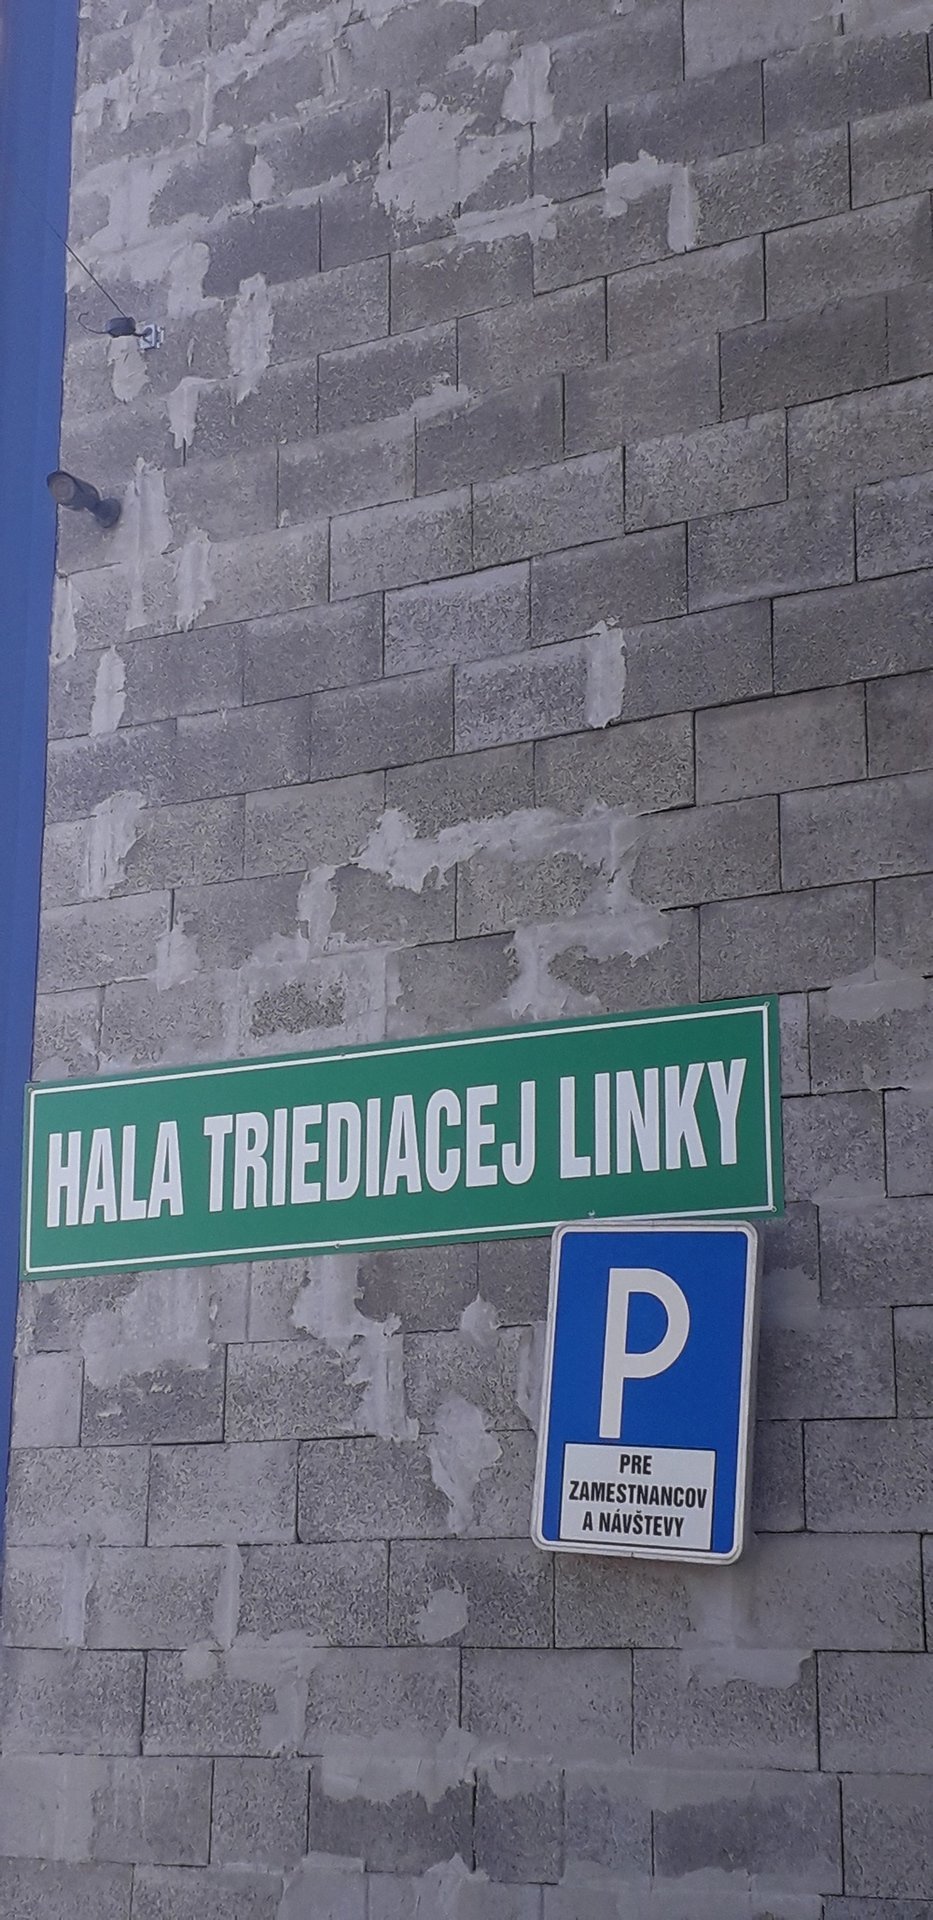 HALA TRIEDIACEJ LINKY
P
PRE
ZAMESTNANCOV
A NÁVŠTEVY